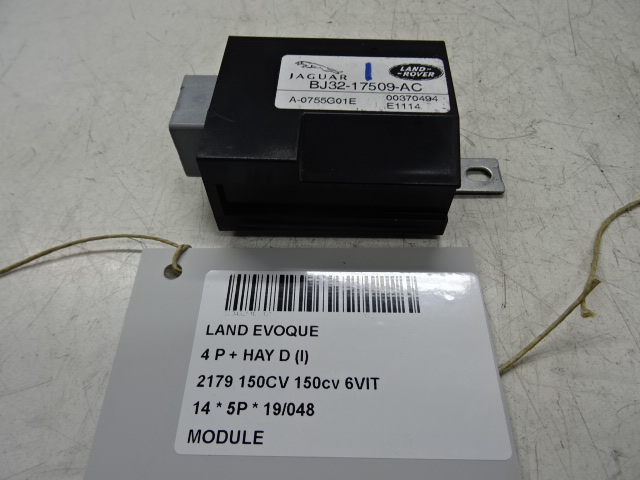 JAGUAR
LAND-ROVER
BJ32-17509-AC
A-0755G01E 00370494
E1114
LAND EVOQUE
4 P + HAY D (I)
2179 150CV 150cv 6VIT
14 * 5P * 19/048
MODULE